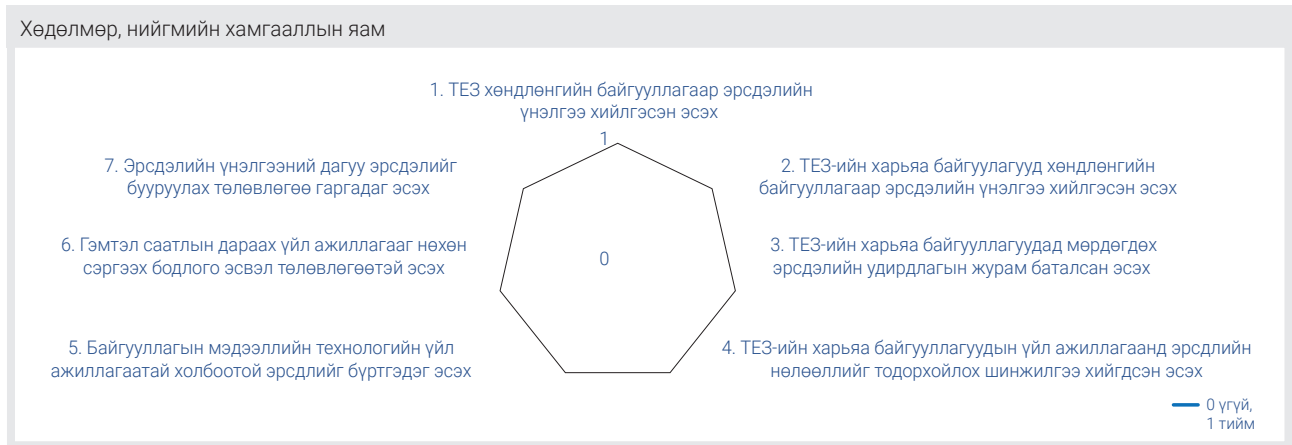 Хөдөлмөр, нийгмийн хамгааллын яам
1. ТЕЗ хөндлөнгийн байгууллагаар эрсдэлийн
үнэлгээ хийлгэсэн эсэх
1
2. ТЕЗ-ийн харьяа байгуулагууд хөндлөнгийн
байгууллагаар эрсдэлийн үнэлгээ хийлгэсэн эсэх
3. ТЕЗ-ийн харьяа байгууллагуудад мөрдөгдөх
эрсдэлийн удирдлагын журам баталсан эсэх
4. ТЕЗ-ийн харьяа байгууллагуудын үйл ажиллагаанд эрсдлийн
нөлөөллийг тодорхойлох шинжилгээ хийгдсэн эсэх
5. Байгууллагын мэдээллийн технологийн үйл
ажиллагаатай холбоотой эрсдлийг бүртгэдэг эсэх
6. Гэмтэл саатлын дараах үйл ажиллагааг нөхөн
сэргээх бодлого эсвэл төлөвлөгөөтэй эсэх
7. Эрсдэлийн үнэлгээний дагуу эрсдэлийг
бууруулах төлөвлөгөө гаргадаг эсэх
0
0 үгүй,
1 тийм